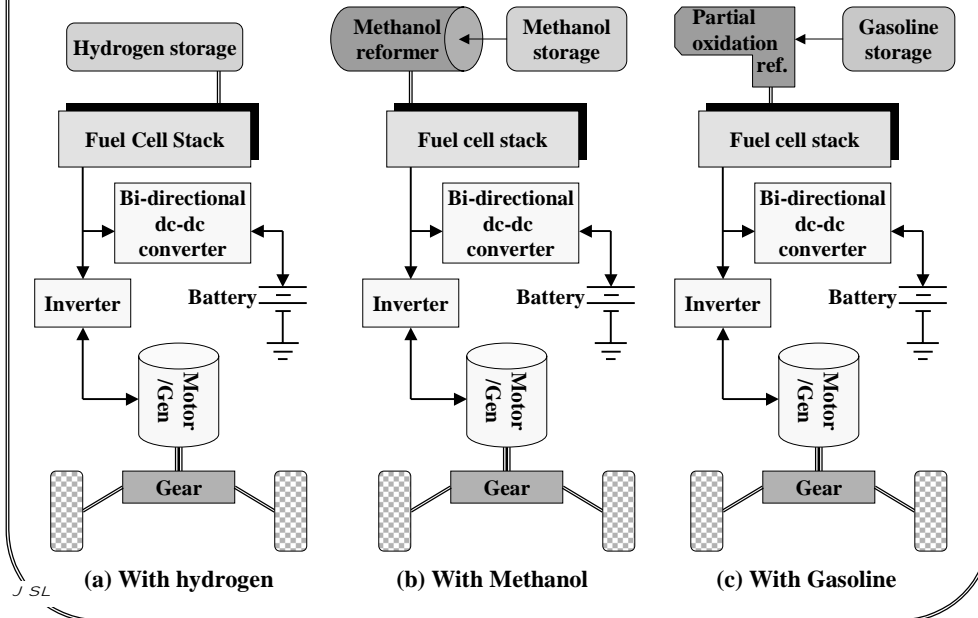 Hydrogen storage
Fuel Cell Stack
Bi-directional
dc-dc
converter
Inverter
Battery
Motor
/Gen
Gear
(a) With hydrogen
Methanol
reformer
Methanol
storage
Fuel cell stack
Bi-directional
dc-dc
converter
Inverter
Battery
Motor
/Gen
Gear
(b) With Methanol
Partial
oxidation
ref.
Gasoline
storage
Fuel cell stack
Bi-directional
dc-dc
converter
Inverter
Battery
Motor
/Gen
Gear
(c) With Gasoline
J SL